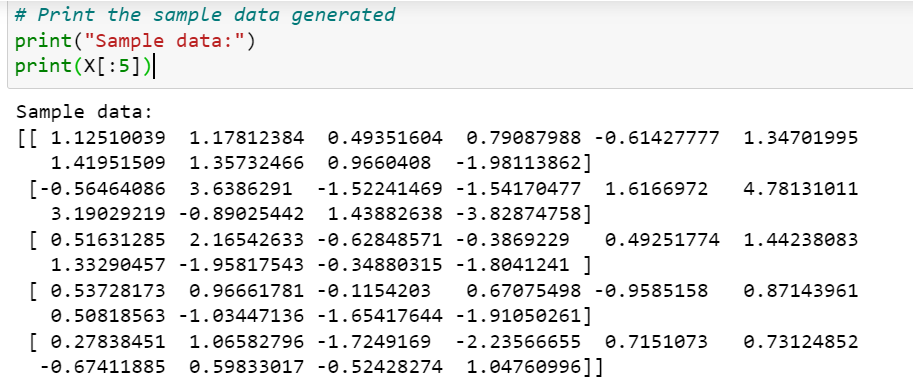 # Print the sample data generated
print("Sample data:")
print(X[:5])
Sample data:
[[ 1.12510039  1.17812384  0.49351604  0.79087988 -0.61427777  1.34701995
   1.41951509  1.35732466  0.9660408  -1.98113862]
 [-0.56464086  3.6386291  -1.52241469 -1.54170477  1.6166972   4.78131011
   3.19029219 -0.89025442  1.43882638 -3.82874758]
 [ 0.51631285  2.16542633 -0.62848571 -0.3869229   0.49251774  1.44238083
   1.33290457 -1.95817543 -0.34880315 -1.8041241 ]
 [ 0.53728173  0.96661781 -0.1154203   0.67075498 -0.9585158   0.87143961
   0.50818563 -1.03447136 -1.65417644 -1.91050261]
 [ 0.27838451  1.06582796 -1.7249169  -2.23566655  0.7151073   0.73124852
  -0.67411885  0.59833017 -0.52428274  1.04760996]]